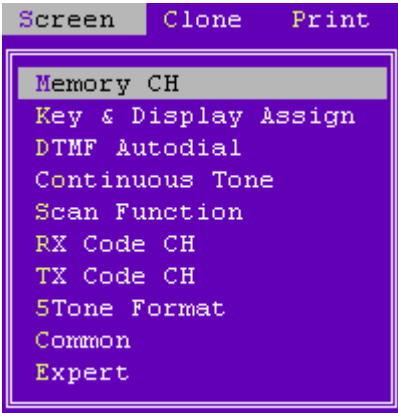 Screen Clone Print
Memory CH
Key & Display Assign
DTMF Autodial
Continuous Tone
Scan Function
RX Code CH
TX Code CH
5Tone Format
Common
Expert